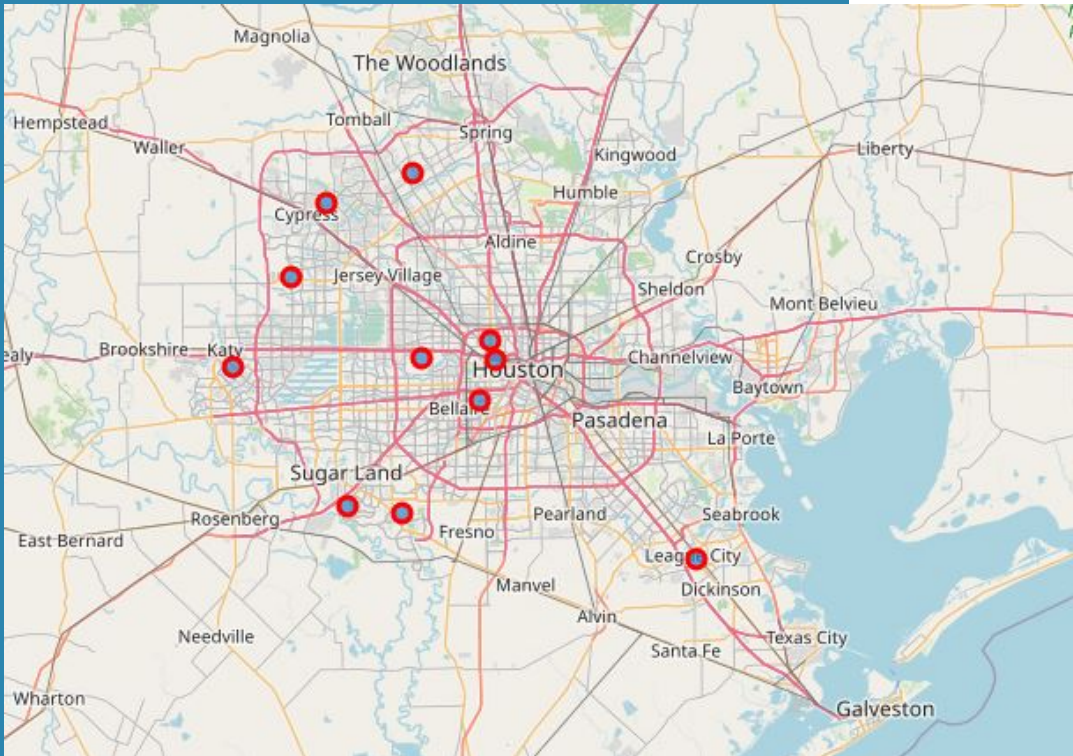 Magnolia
The Woodlands
Hempstead
Tomball
Spring
Waller
Kingwood
Liberty
Humble
Cypress
Aldine
Crosby
Jersey Village
Sheldon
Mont Belvieu
ealy
Brookshire
Katy
Channelview
Houston
Baytown
Bellaire
Pasadena
La Porte
Sugar Land
Rosenberg
Pearland
Seabrook
Fresno
East Bernard
League City
Manvel
Dickinson
Alvin
Needville
Texas City
Santa Fe
Wharton
Galveston